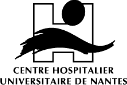 CENTRE HOSPITALIER
UNIVERSITAIRE DE NANTES